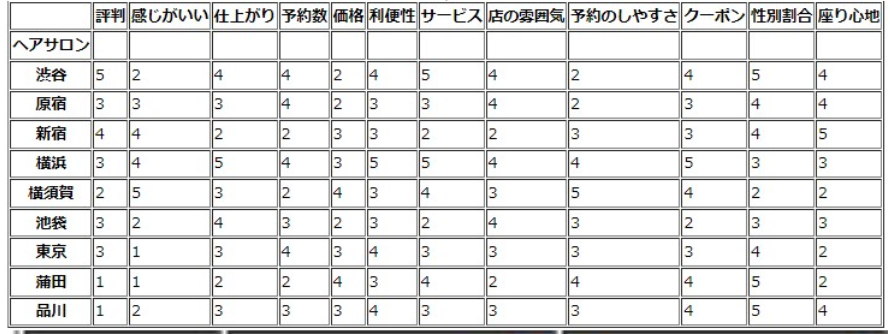 評判 感じがいい 仕上がり 予約数 価格 利便性 サービス 店の雰囲気 予約のしやすさ クーポン 性別割合 座り心地
ヘアサロン
渋谷 5 2 4 4 2 4 5 4 2 4 5 4
原宿 3 3 3 4 2 3 3 4 2 3 4 4
新宿 4 4 2 2 3 3 2 2 3 3 4 5
横浜 3 4 5 4 3 5 5 4 4 5 3 3
横須賀 2 5 3 2 4 3 4 3 5 4 2 2
池袋 3 2 4 3 2 3 2 4 3 2 3 3
東京 3 1 3 4 3 4 3 3 3 3 4 2
蒲田 1 1 2 2 4 3 4 2 4 4 5 2
品川 1 2 3 3 3 4 3 3 3 4 5 4